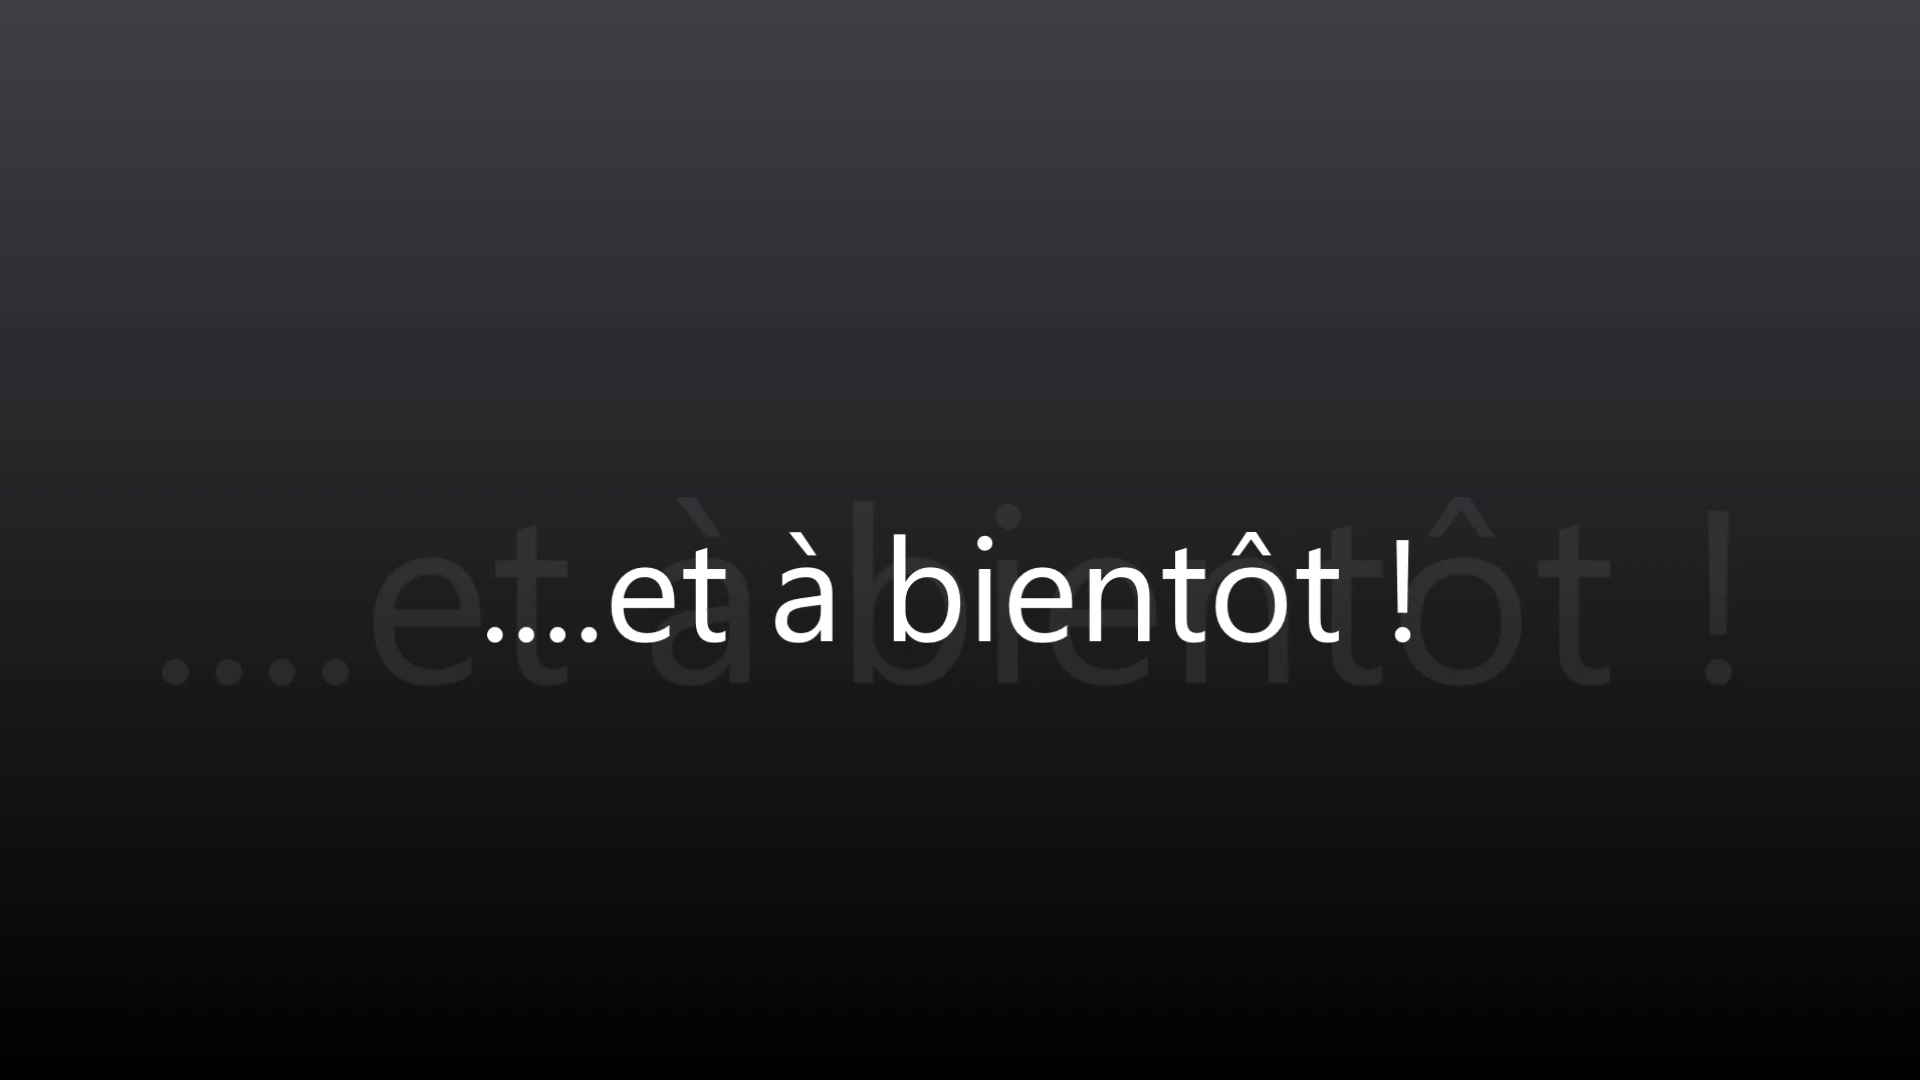 ....et à bientôt !